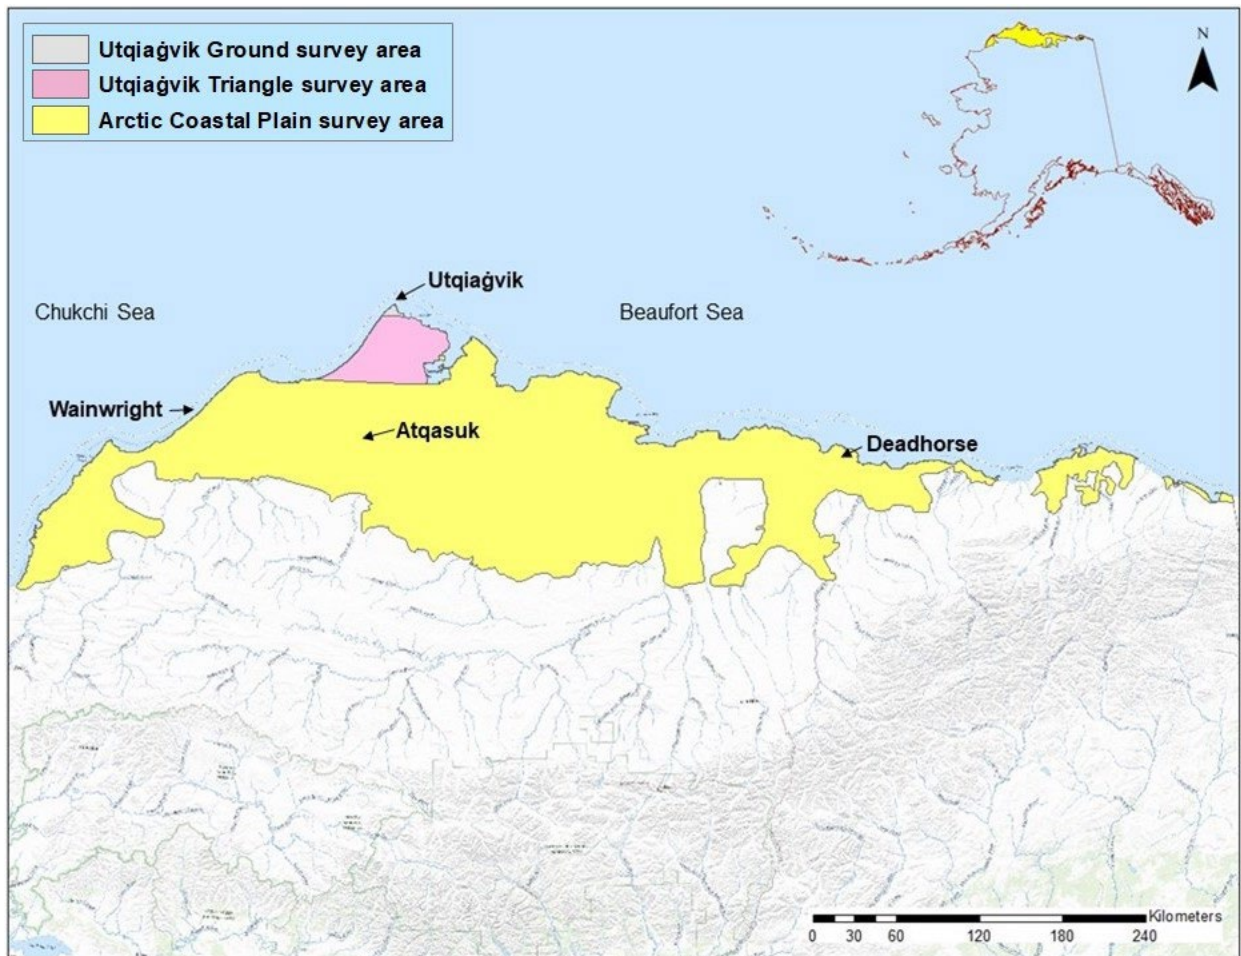 Utqiaġvik Ground survey area
Utqiaġvik Triangle survey area
Arctic Coastal Plain survey area
N
Utqiaġvik
Chukchi Sea
Beaufort Sea
Wainwright
Atqasuk
Deadhorse
Kilometers
0 30 60 120 180 240